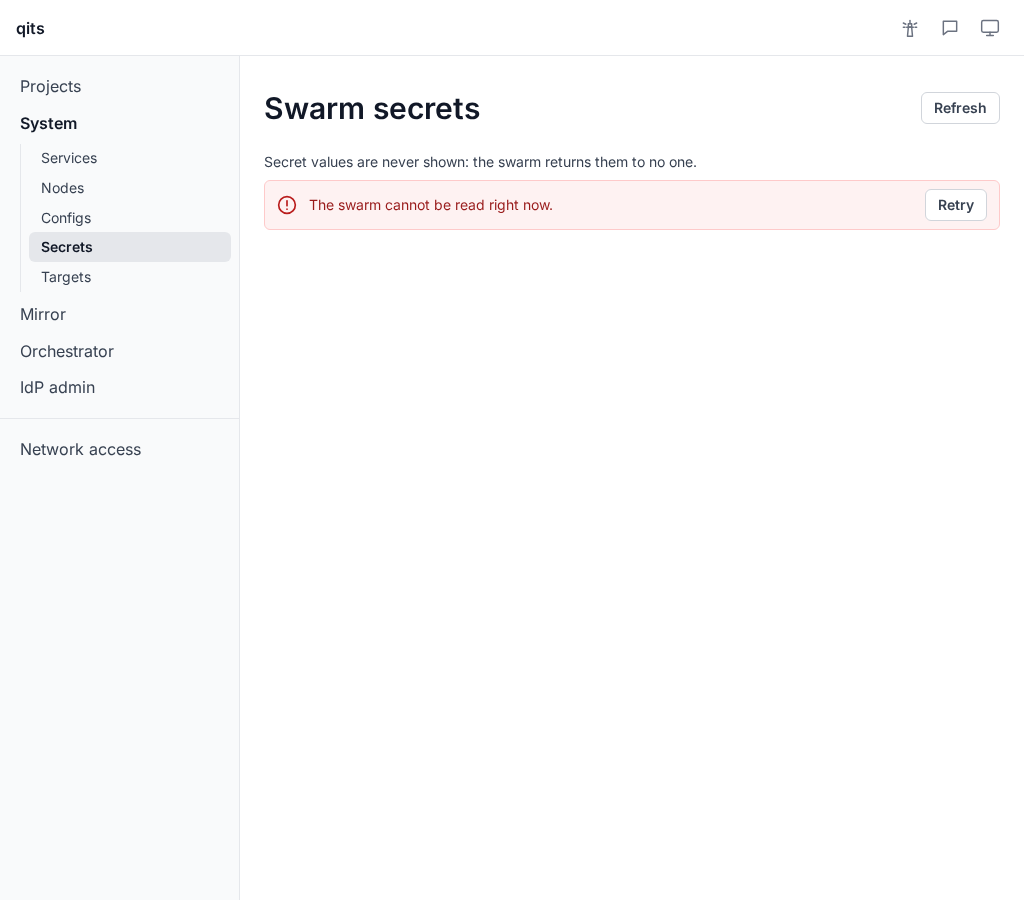 qits
Projects
System
Services
Nodes
Configs
Secrets
Targets
Mirror
Orchestrator
IdP admin
Network access
Swarm secrets
Refresh
Secret values are never shown: the swarm returns them to no one.
The swarm cannot be read right now.
Retry